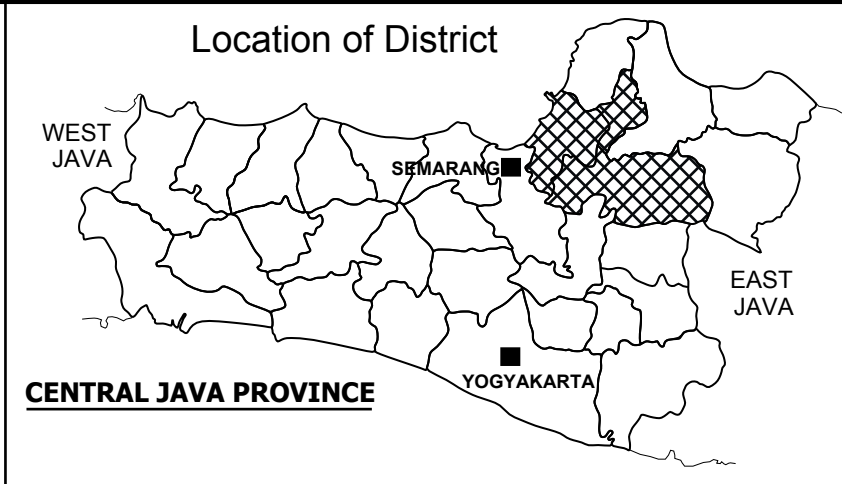 Location of District
WEST
JAVA
SEMARANG
EAST
JAVA
YOGYAKARTA
CENTRAL JAVA PROVINCE